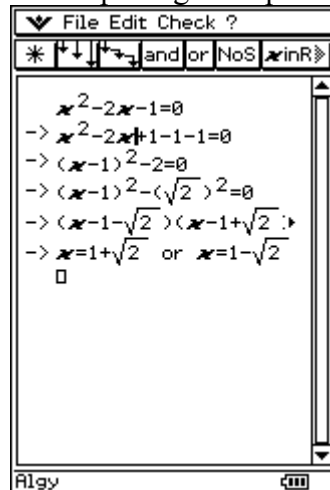 File Edit Check ?
and or NoS xinR
x²-2x-1=0
-> x²-2x+1-1-1=0
-> (x-1)²-2=0
-> (x-1)²-(√2)²=0
-> (x-1-√2)(x-1+√2)
-> x=1+√2 or x=1-√2
Algy